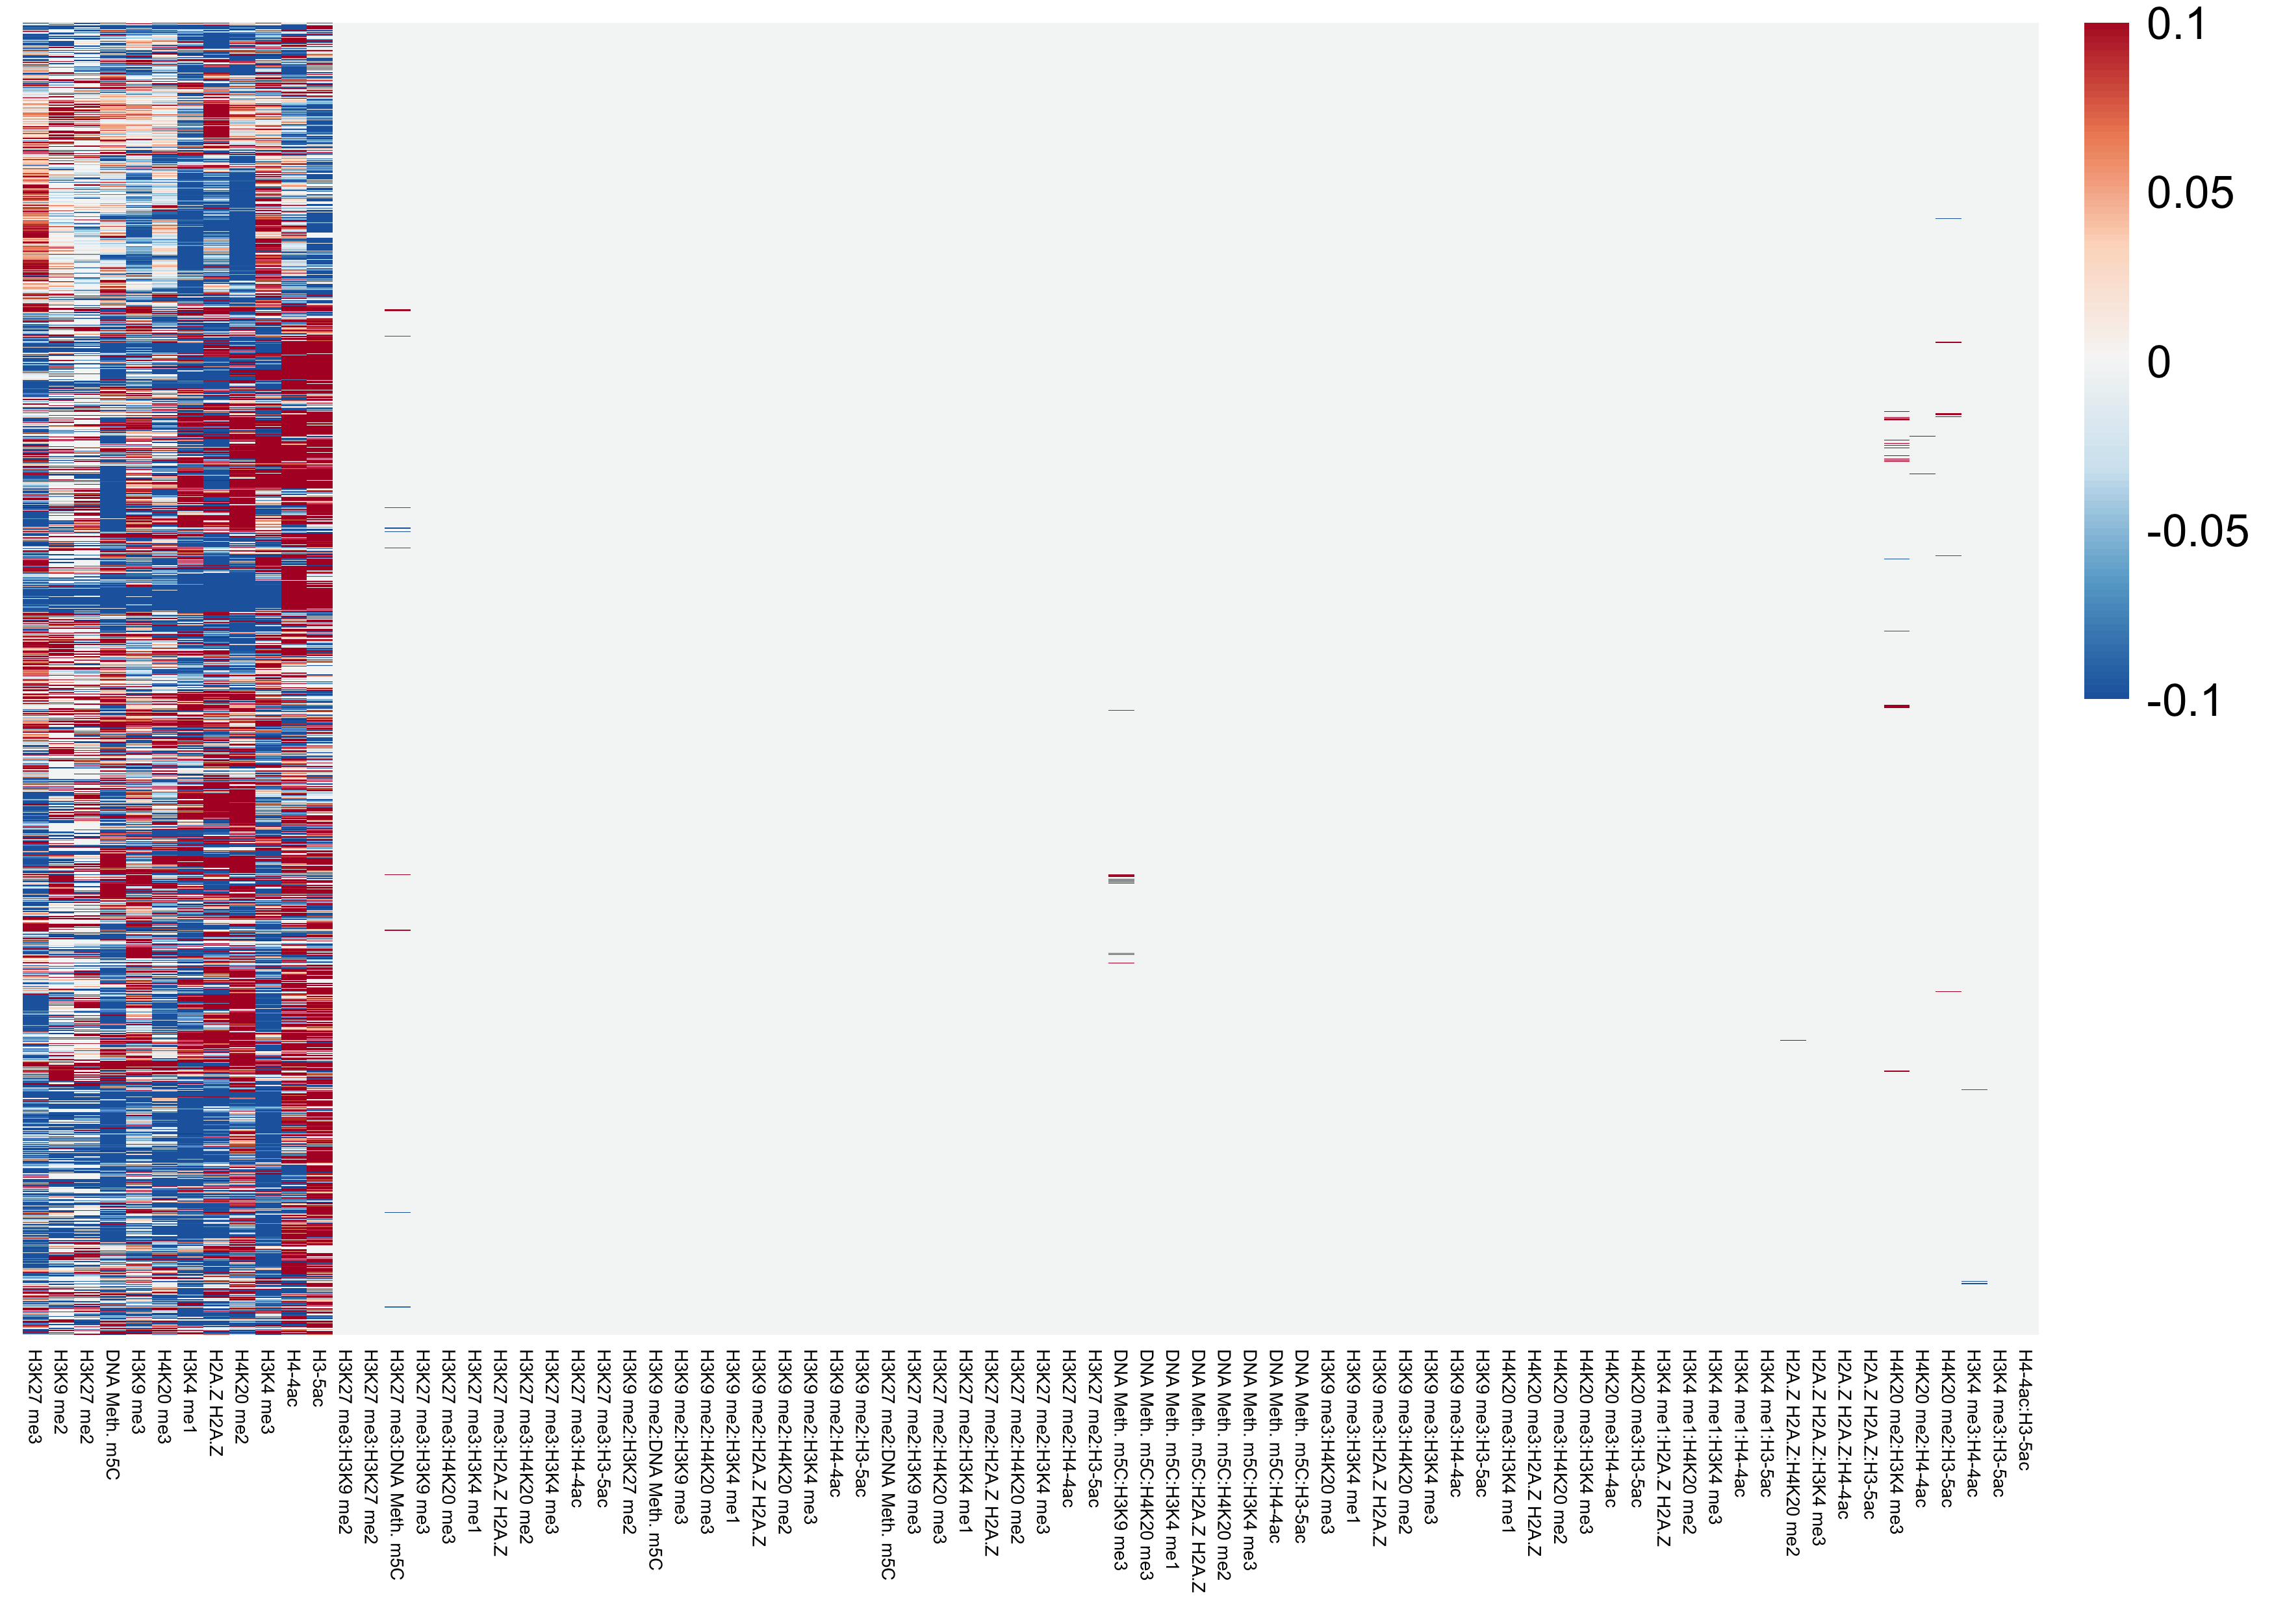 0.1
0.05
0
-0.05
-0.1
H3K27 me3
H3K9 me2
H3K27 me2
DNA Meth. m5C
H3K9 me3
H4K20 me3
H3K4 me1
H2A.Z H2A.Z
H4K20 me2
H3K4 me3
H4-4ac
H3-5ac
H3K27 me3:H3K9 me2
H3K27 me3:H3K27 me2
H3K27 me3:DNA Meth. m5C
H3K27 me3:H3K9 me3
H3K27 me3:H4K20 me3
H3K27 me3:H3K4 me1
H3K27 me3:H2A.Z H2A.Z
H3K27 me3:H4K20 me2
H3K27 me3:H3K4 me3
H3K27 me3:H4-4ac
H3K27 me3:H3-5ac
H3K9 me2:H3K27 me2
H3K9 me2:DNA Meth. m5C
H3K9 me2:H3K9 me3
H3K9 me2:H4K20 me3
H3K9 me2:H3K4 me1
H3K9 me2:H2A.Z H2A.Z
H3K9 me2:H4K20 me2
H3K9 me2:H3K4 me3
H3K9 me2:H4-4ac
H3K9 me2:H3-5ac
H3K27 me2:DNA Meth. m5C
H3K27 me2:H3K9 me3
H3K27 me2:H4K20 me3
H3K27 me2:H3K4 me1
H3K27 me2:H2A.Z H2A.Z
H3K27 me2:H4K20 me2
H3K27 me2:H3K4 me3
H3K27 me2:H4-4ac
H3K27 me2:H3-5ac
DNA Meth. m5C:H3K9 me3
DNA Meth. m5C:H4K20 me3
DNA Meth. m5C:H3K4 me1
DNA Meth. m5C:H2A.Z H2A.Z
DNA Meth. m5C:H4K20 me2
DNA Meth. m5C:H3K4 me3
DNA Meth. m5C:H4-4ac
DNA Meth. m5C:H3-5ac
H3K9 me3:H4K20 me3
H3K9 me3:H3K4 me1
H3K9 me3:H2A.Z H2A.Z
H3K9 me3:H4K20 me2
H3K9 me3:H3K4 me3
H3K9 me3:H4-4ac
H3K9 me3:H3-5ac
H4K20 me3:H3K4 me1
H4K20 me3:H2A.Z H2A.Z
H4K20 me3:H4K20 me2
H4K20 me3:H3K4 me3
H4K20 me3:H4-4ac
H4K20 me3:H3-5ac
H3K4 me1:H2A.Z H2A.Z
H3K4 me1:H4K20 me2
H3K4 me1:H3K4 me3
H3K4 me1:H4-4ac
H3K4 me1:H3-5ac
H2A.Z H2A.Z:H4K20 me2
H2A.Z H2A.Z:H3K4 me3
H2A.Z H2A.Z:H4-4ac
H2A.Z H2A.Z:H3-5ac
H4K20 me2:H3K4 me3
H4K20 me2:H4-4ac
H4K20 me2:H3-5ac
H3K4 me3:H4-4ac
H3K4 me3:H3-5ac
H4-4ac:H3-5ac